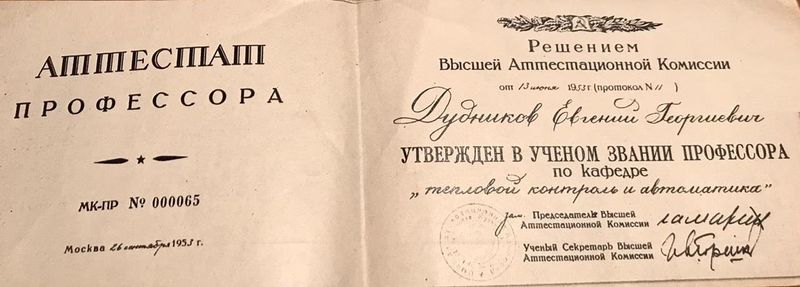 АТТЕСТАТ
ПРОФЕССОРА
МК-ПР № 000065
Москва 26 сентября 1953 г.
Решением
Высшей Аттестационной Комиссии
от 13 июня 1953 г (протокол № 11 )
Дудников Евгений Георгиевич
УТВЕРЖДЕН В УЧЕНОМ ЗВАНИИ ПРОФЕССОРА
по кафедре
„тепловой контроль и автоматика"
зам. Председателя Высшей
Аттестационной Комиссии
Ученый Секретарь Высшей
Аттестационной Комиссии